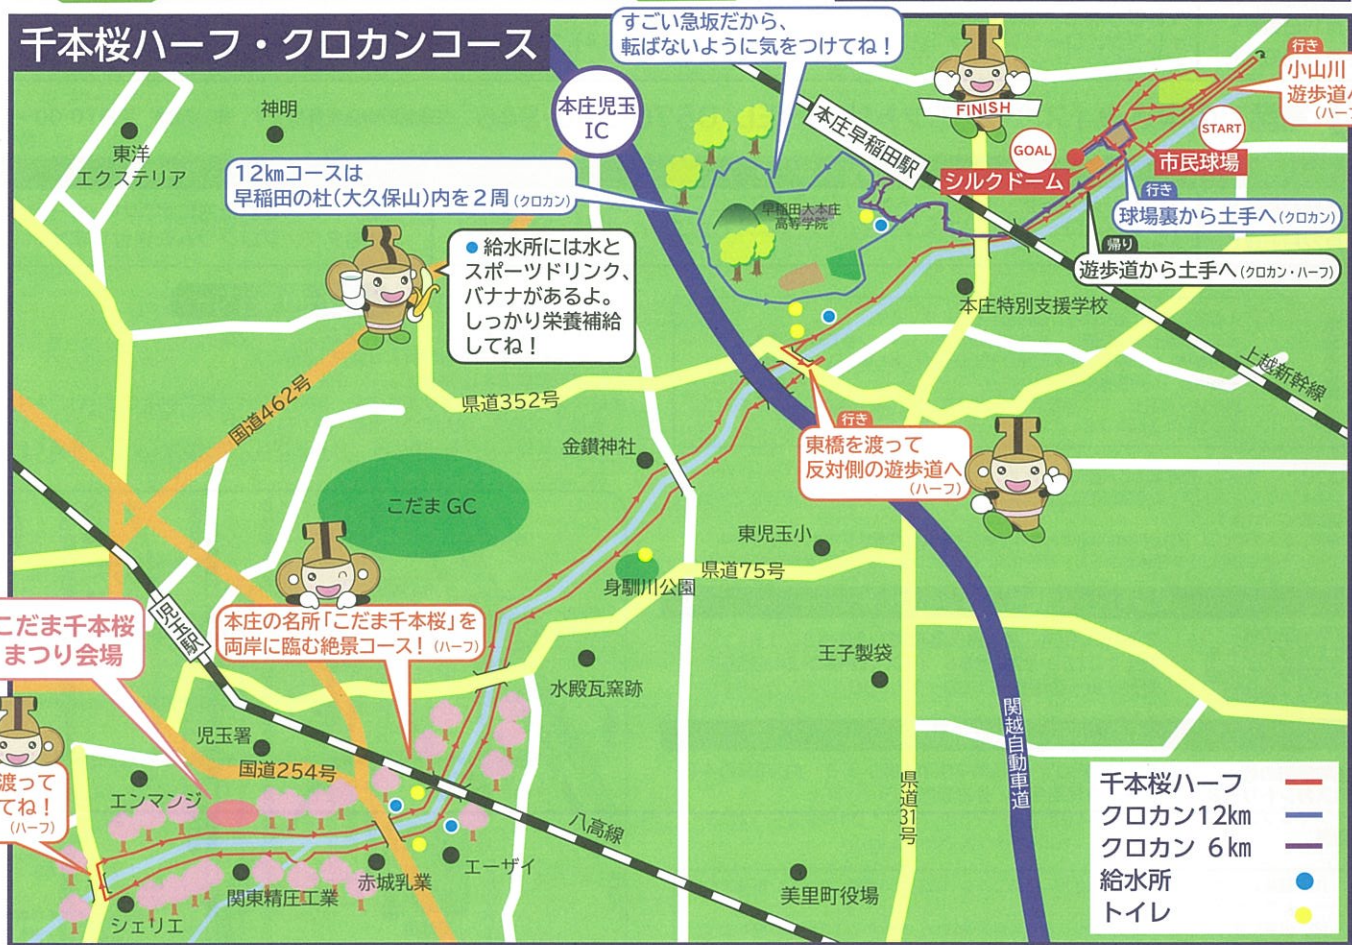 千本桜ハーフ・クロカンコース
すごい急坂だから、
転ばないように気をつけてね！
本庄児玉
IC
神明
東洋
エクステリア
12kmコースは
早稲田の杜(大久保山)内を2周(クロカン)
本庄早稲田駅
早稲田大本庄
高等学院
FINISH
行き
小山川
遊歩道へ
START
GOAL
市民球場
シルクドーム
行き
球場裏から土手へ(クロカン)
帰り
遊歩道から土手へ(クロカン・ハーフ)
●給水所には水と
スポーツドリンク、
バナナがあるよ。
しっかり栄養補給
してね！
本庄特別支援学校
上越新幹線
国道462号
県道352号
行き
東橋を渡って
反対側の遊歩道へ
(ハーフ)
金鑚神社
こだまGC
東児玉小
県道75号
身馴川公園
児玉駅
こだま千本桜
まつり会場
本庄の名所「こだま千本桜」を
両岸に臨む絶景コース！(ハーフ)
王子製袋
水殿瓦窯跡
関越自動車道
児玉署
国道254号
渡って
てね！
(ハーフ)
エンマンジ
八高線
県道31号
エーザイ
赤城乳業
関東精圧工業
シェリエ
美里町役場
千本桜ハーフ
クロカン12km
クロカン 6km
給水所
トイレ